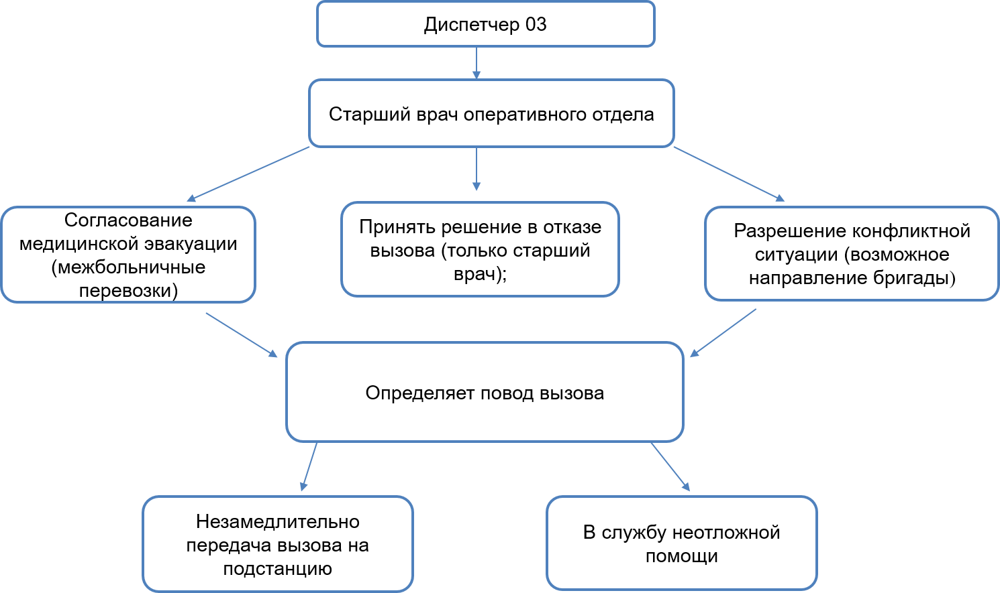 Диспетчер 03
Старший врач оперативного отдела
Согласование
медицинской эвакуации
(межбольничные
перевозки)
Принять решение в отказе
вызова (только старший
врач);
Разрешение конфликтной
ситуации (возможное
направление бригады)
Определяет повод вызова
Незамедлительно
передача вызова на
подстанцию
В службу неотложной
помощи